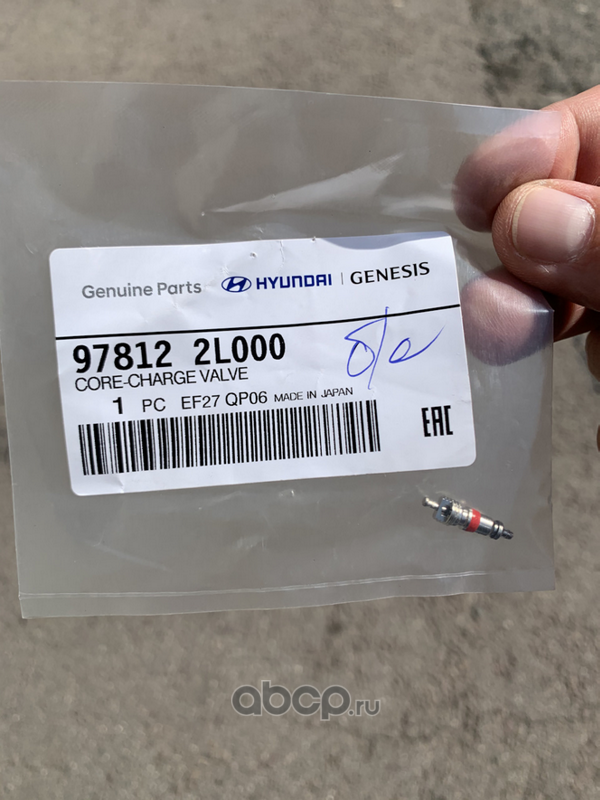 Genuine Parts HYUNDAI | GENESIS
97812 2L000
CORE-CHARGE VALVE
1 PC EF27 QP06 MADE IN JAPAN
EAC
abcp.ru